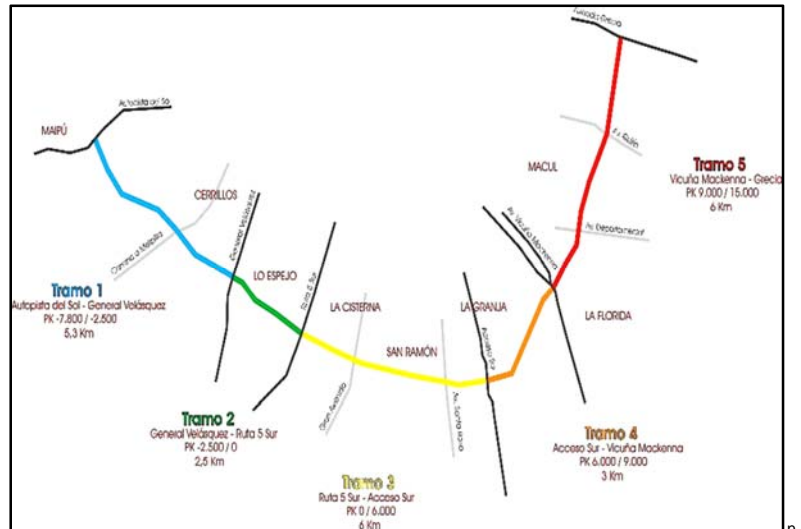 Rotonda Grecia
Autopista del Sol
MAIPÚ
Av. Rodrigo
MACUL
Tramo 5
Vicuña Mackenna - Grecia
PK 9.000 / 15.000
6 Km
CERRILLOS
General Velásquez
Av. Vicuña Mackenna
Av. Departamental
Camino a Melipilla
LO ESPEJO
Ruta 5 Sur
Tramo 1
Autopista del Sol - General Velásquez
PK -7.800 / -2.500
5,3 Km
LA CISTERNA
LA GRANJA
LA FLORIDA
Acceso Sur
SAN RAMÓN
Gran Avenida
Av. Santa Rosa
Tramo 2
General Velásquez - Ruta 5 Sur
PK -2.500 / 0
2,5 Km
Tramo 4
Acceso Sur - Vicuña Mackenna
PK 6.000 / 9.000
3 Km
Tramo 3
Ruta 5 Sur - Acceso Sur
PK 0 / 6.000
6 Km